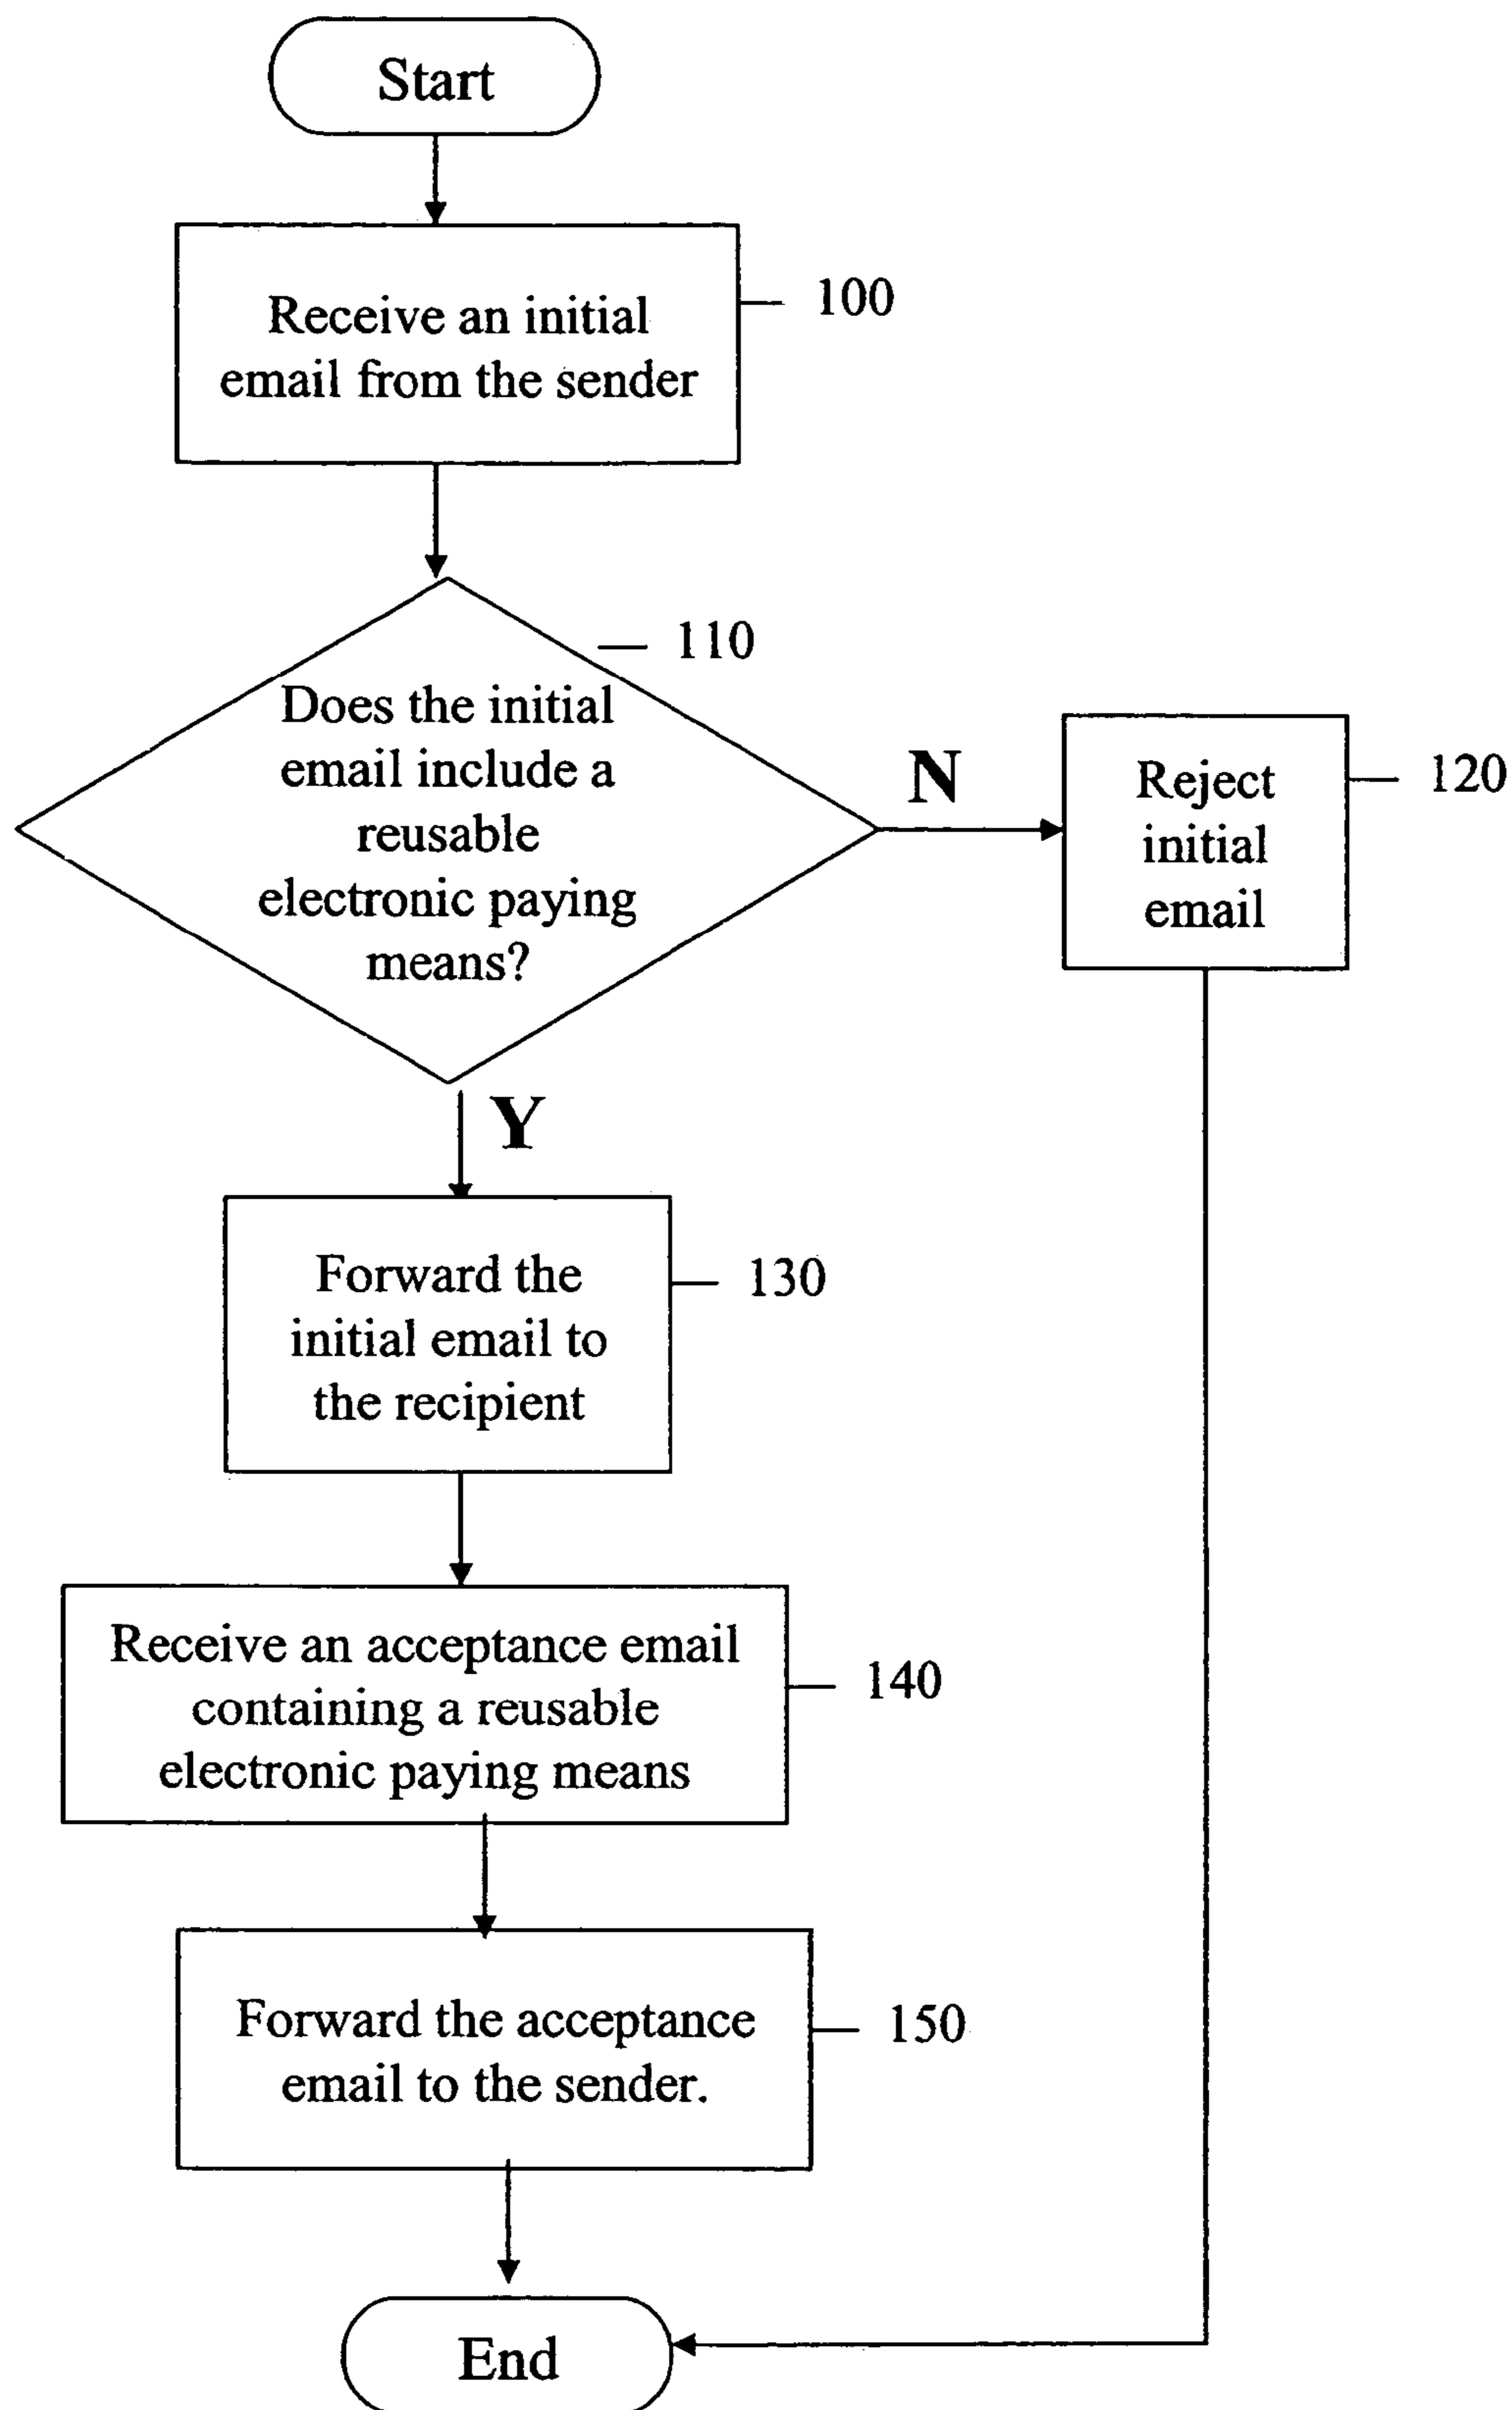 Start
Receive an initial
email from the sender
100
110
Does the initial
email include a
reusable
electronic paying
means?
N
Reject
initial
email
120
Y
Forward the
initial email to
the recipient
130
Receive an acceptance email
containing a reusable
electronic paying means
140
Forward the acceptance
email to the sender.
150
End